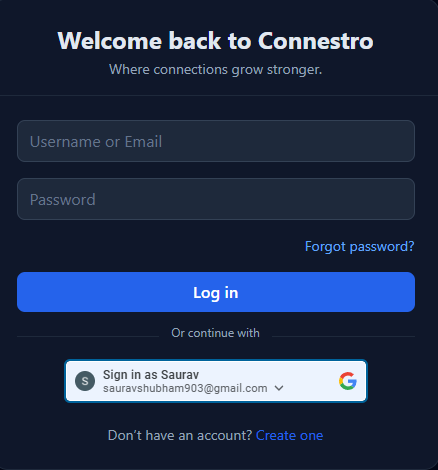 Welcome back to Connestro
Where connections grow stronger.
Username or Email
Password
Forgot password?
Log in
Or continue with
S
Sign in as Saurav
sauravshubham903@gmail.com
G
Don't have an account? Create one